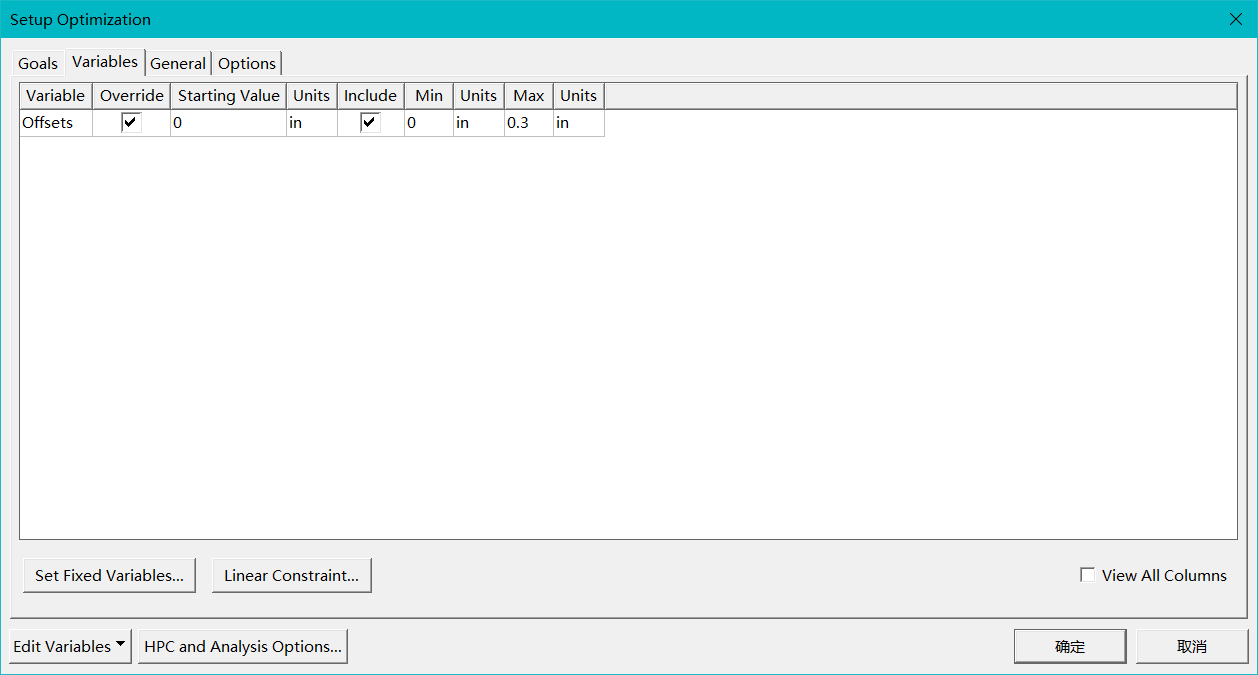 Setup Optimization
Goals Variables General Options
Variable Override Starting Value Units Include Min Units Max Units
Offsets 0 in 0 in 0.3 in
Set Fixed Variables... Linear Constraint... View All Columns
Edit Variables HPC and Analysis Options... 确定 取消